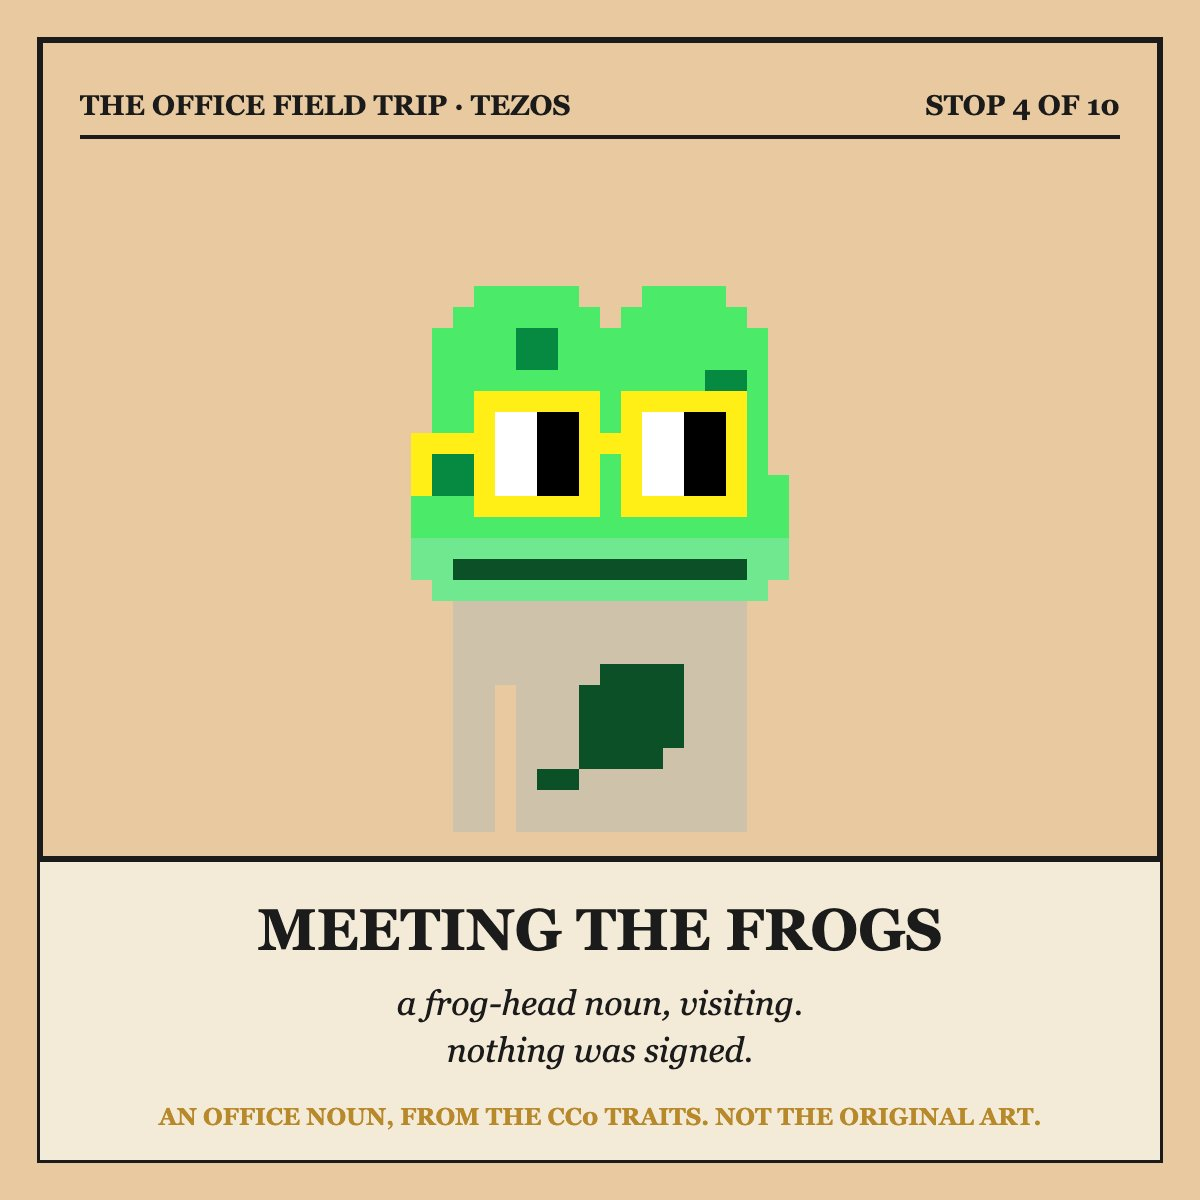 THE OFFICE FIELD TRIP · TEZOS
STOP 4 OF 10
MEETING THE FROGS
a frog-head noun, visiting.
nothing was signed.
AN OFFICE NOUN, FROM THE CC0 TRAITS. NOT THE ORIGINAL ART.